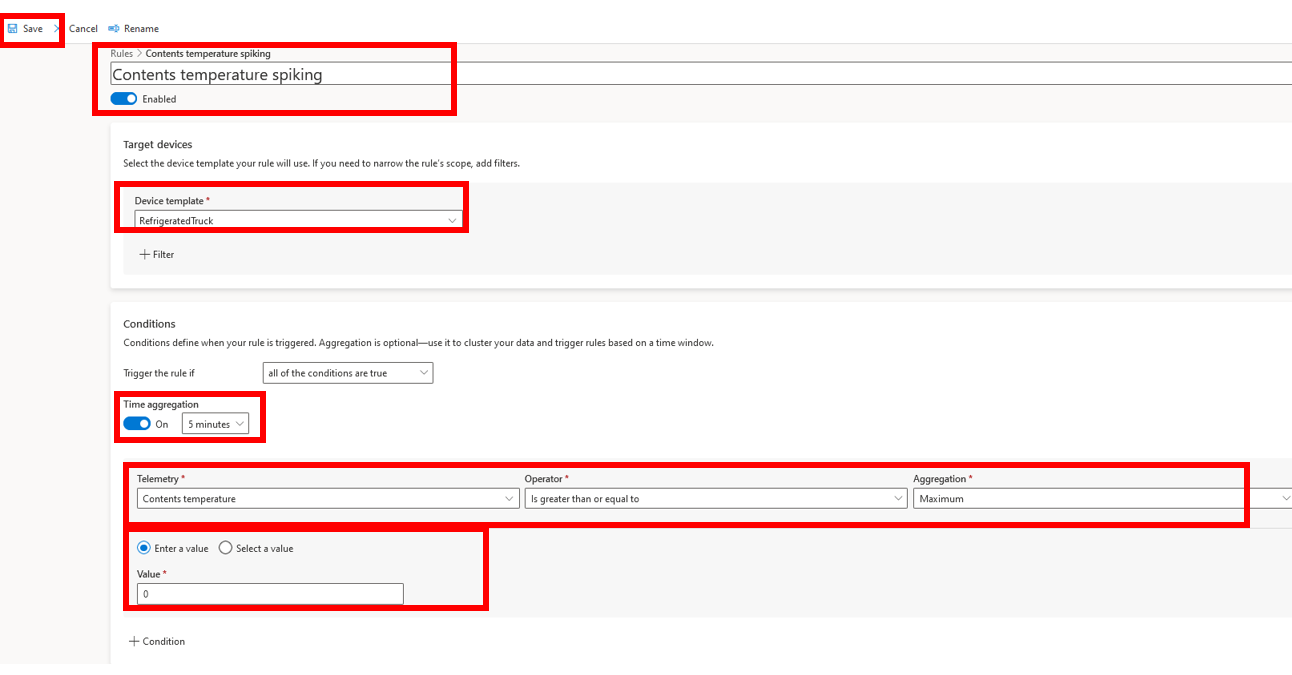 Save Cancel Rename
Rules > Contents temperature spiking
Contents temperature spiking
Enabled
Target devices
Select the device template your rule will use. If you need to narrow the rule's scope, add filters.
Device template *
RefrigeratedTruck
+ Filter
Conditions
Conditions define when your rule is triggered. Aggregation is optional—use it to cluster your data and trigger rules based on a time window.
Trigger the rule if all of the conditions are true
Time aggregation
On 5 minutes
Telemetry * Operator * Aggregation *
Contents temperature Is greater than or equal to Maximum
Enter a value Select a value
Value *
0
+ Condition